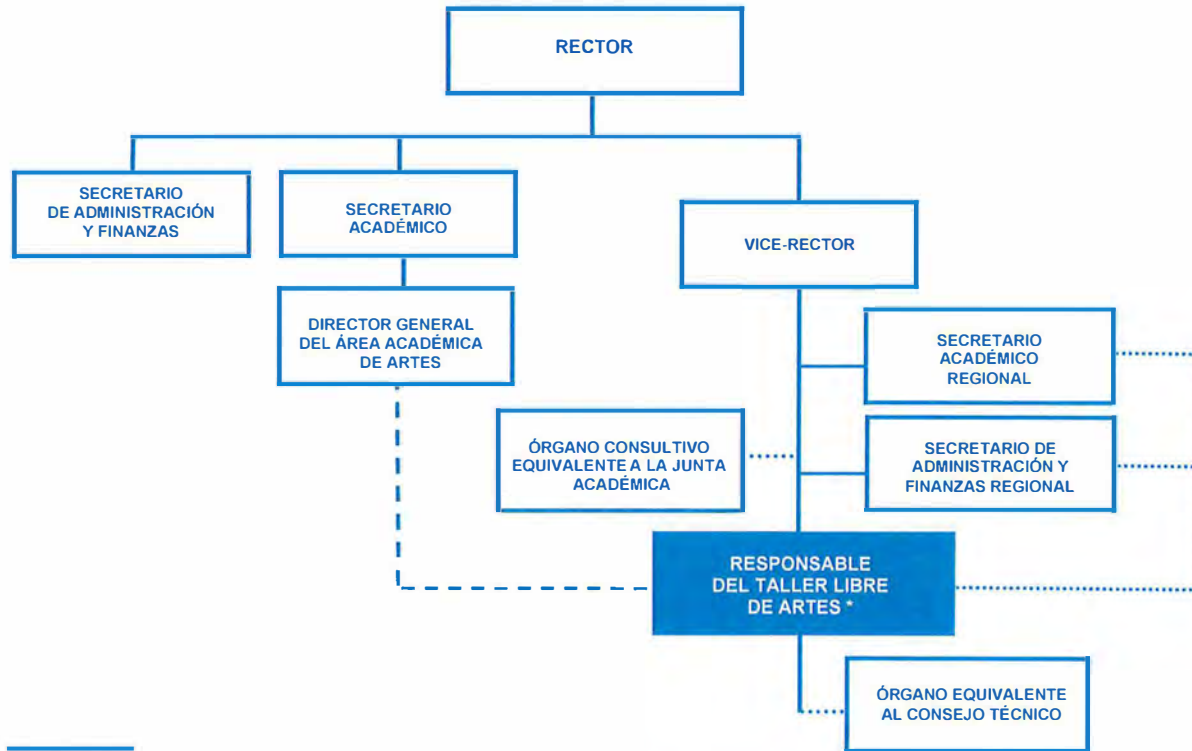 RECTOR
SECRETARIO
DE ADMINISTRACIÓN
Y FINANZAS
SECRETARIO
ACADÉMICO
VICE-RECTOR
DIRECTOR GENERAL
DEL ÁREA ACADÉMICA
DE ARTES
SECRETARIO
ACADÉMICO
REGIONAL
ÓRGANO CONSULTIVO
EQUIVALENTE A LA JUNTA
ACADÉMICA
SECRETARIO DE
ADMINISTRACIÓN Y
FINANZAS REGIONAL
RESPONSABLE
DEL TALLER LIBRE
DE ARTES *
ÓRGANO EQUIVALENTE
AL CONSEJO TÉCNICO